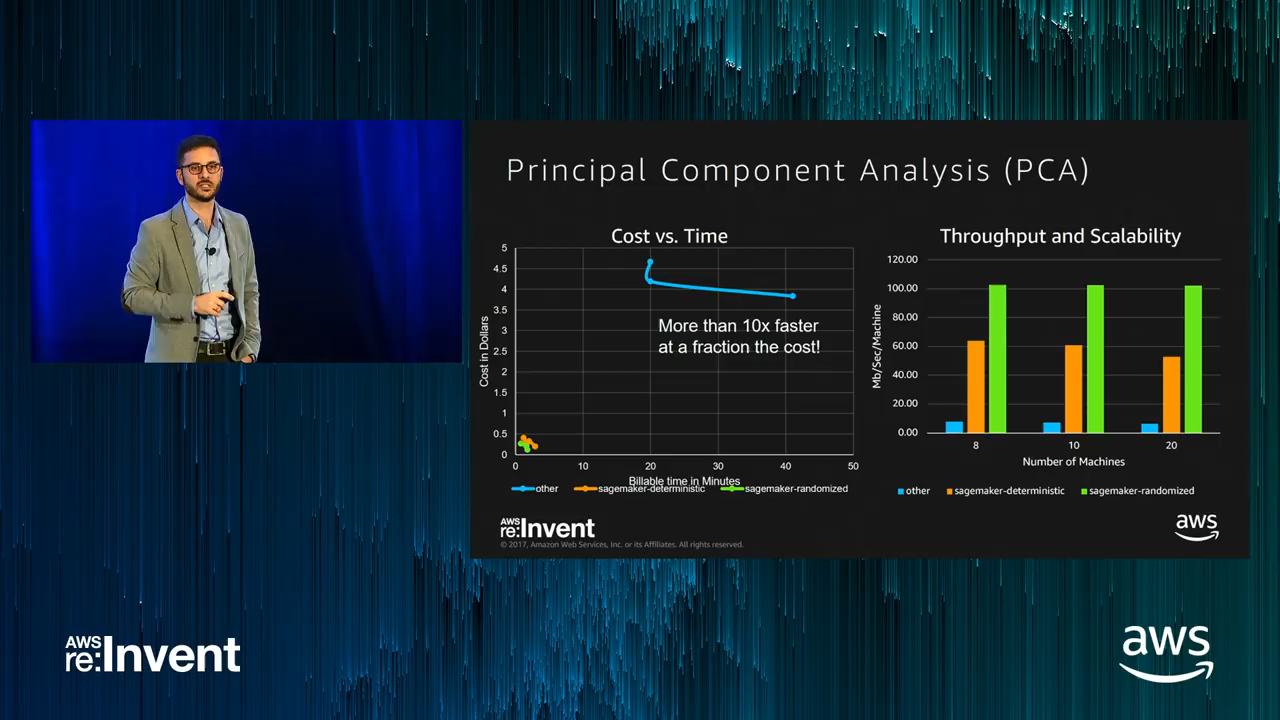 Principal Component Analysis (PCA)
Cost vs. Time
5
4.5
4
3.5
3
2.5
2
1.5
1
0.5
0
Cost in Dollars
More than 10x faster
at a fraction the cost!
0 10 20 30 40 50
Billable time in Minutes
other sagemaker-deterministic sagemaker-randomized
Throughput and Scalability
120.00
100.00
80.00
60.00
40.00
20.00
0.00
Mb/Sec/Machine
8 10 20
Number of Machines
other sagemaker-deterministic sagemaker-randomized
AWS
re:Invent
© 2017, Amazon Web Services, Inc. or its Affiliates. All rights reserved.
aws
AWS
re:Invent
aws